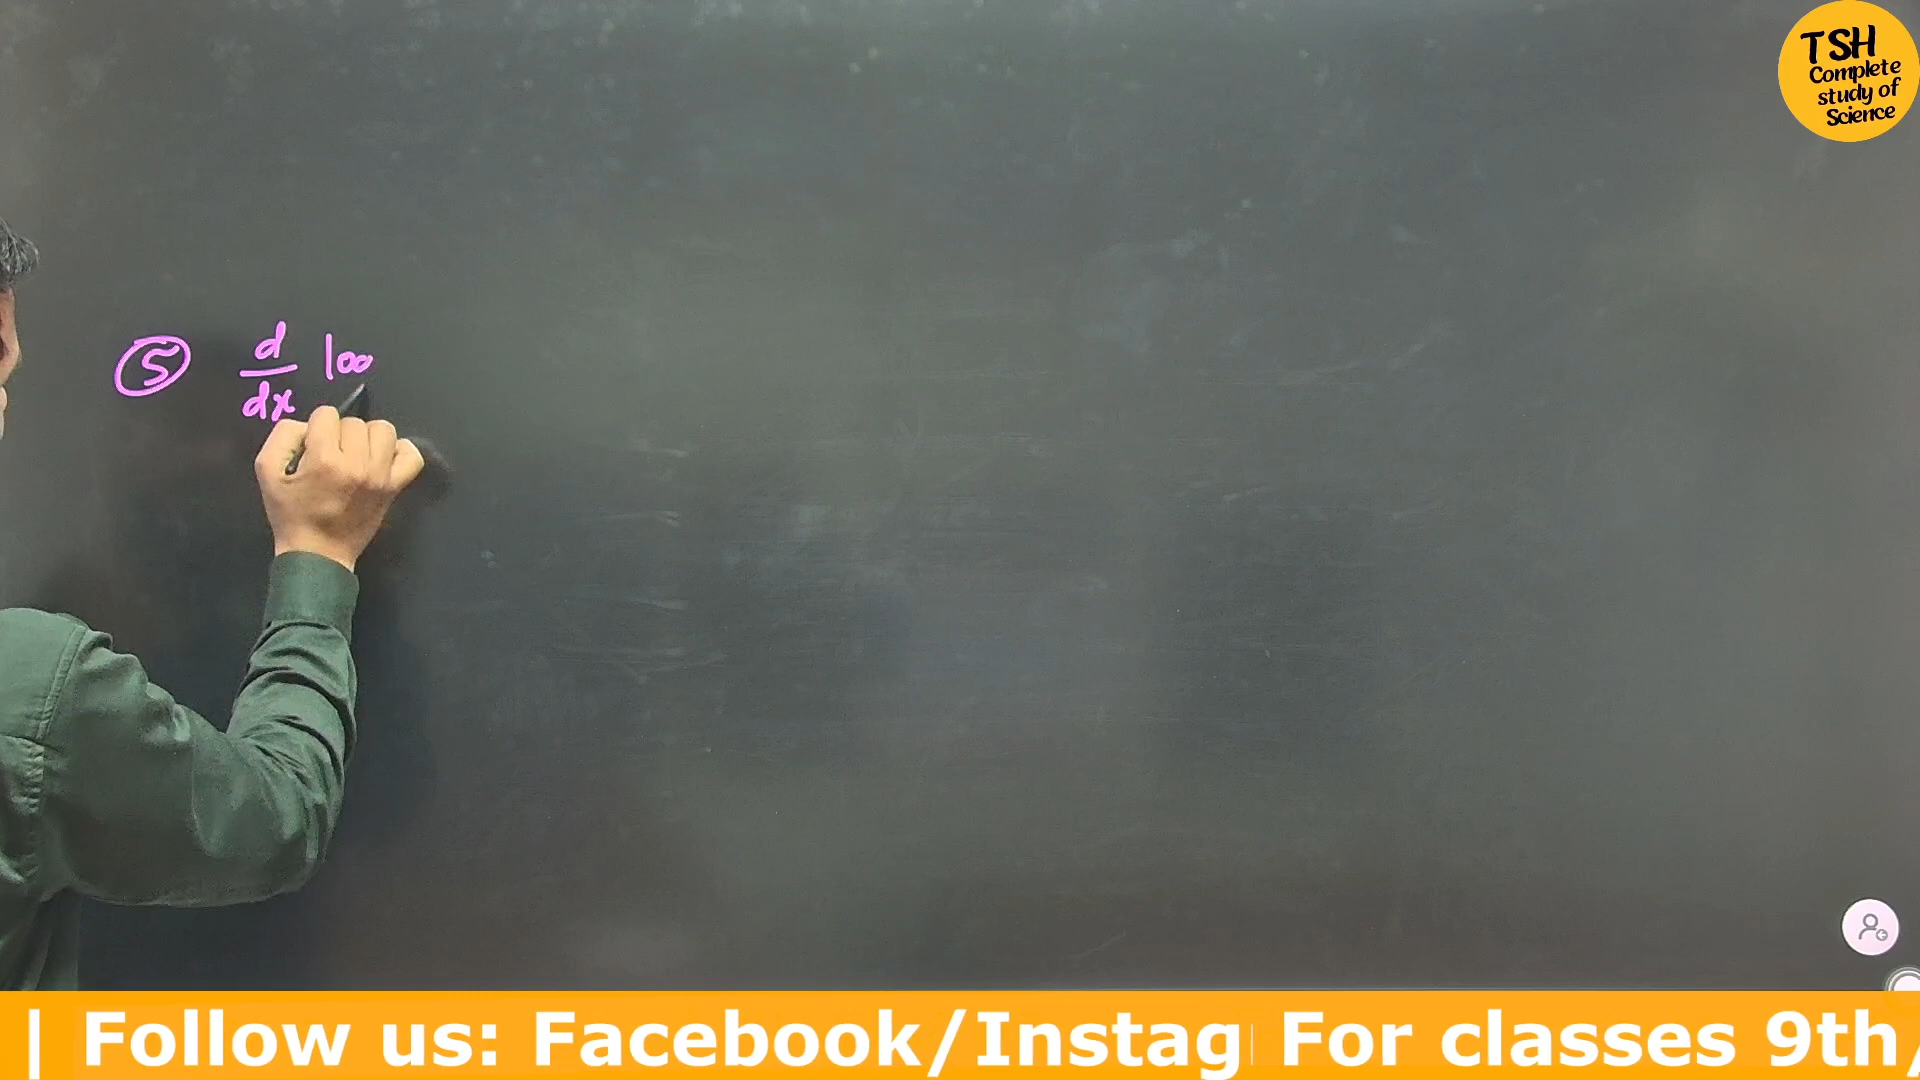 TSH
Complete
study of
Science
⑤ d/dx 100
| Follow us: Facebook/Instag For classes 9th/